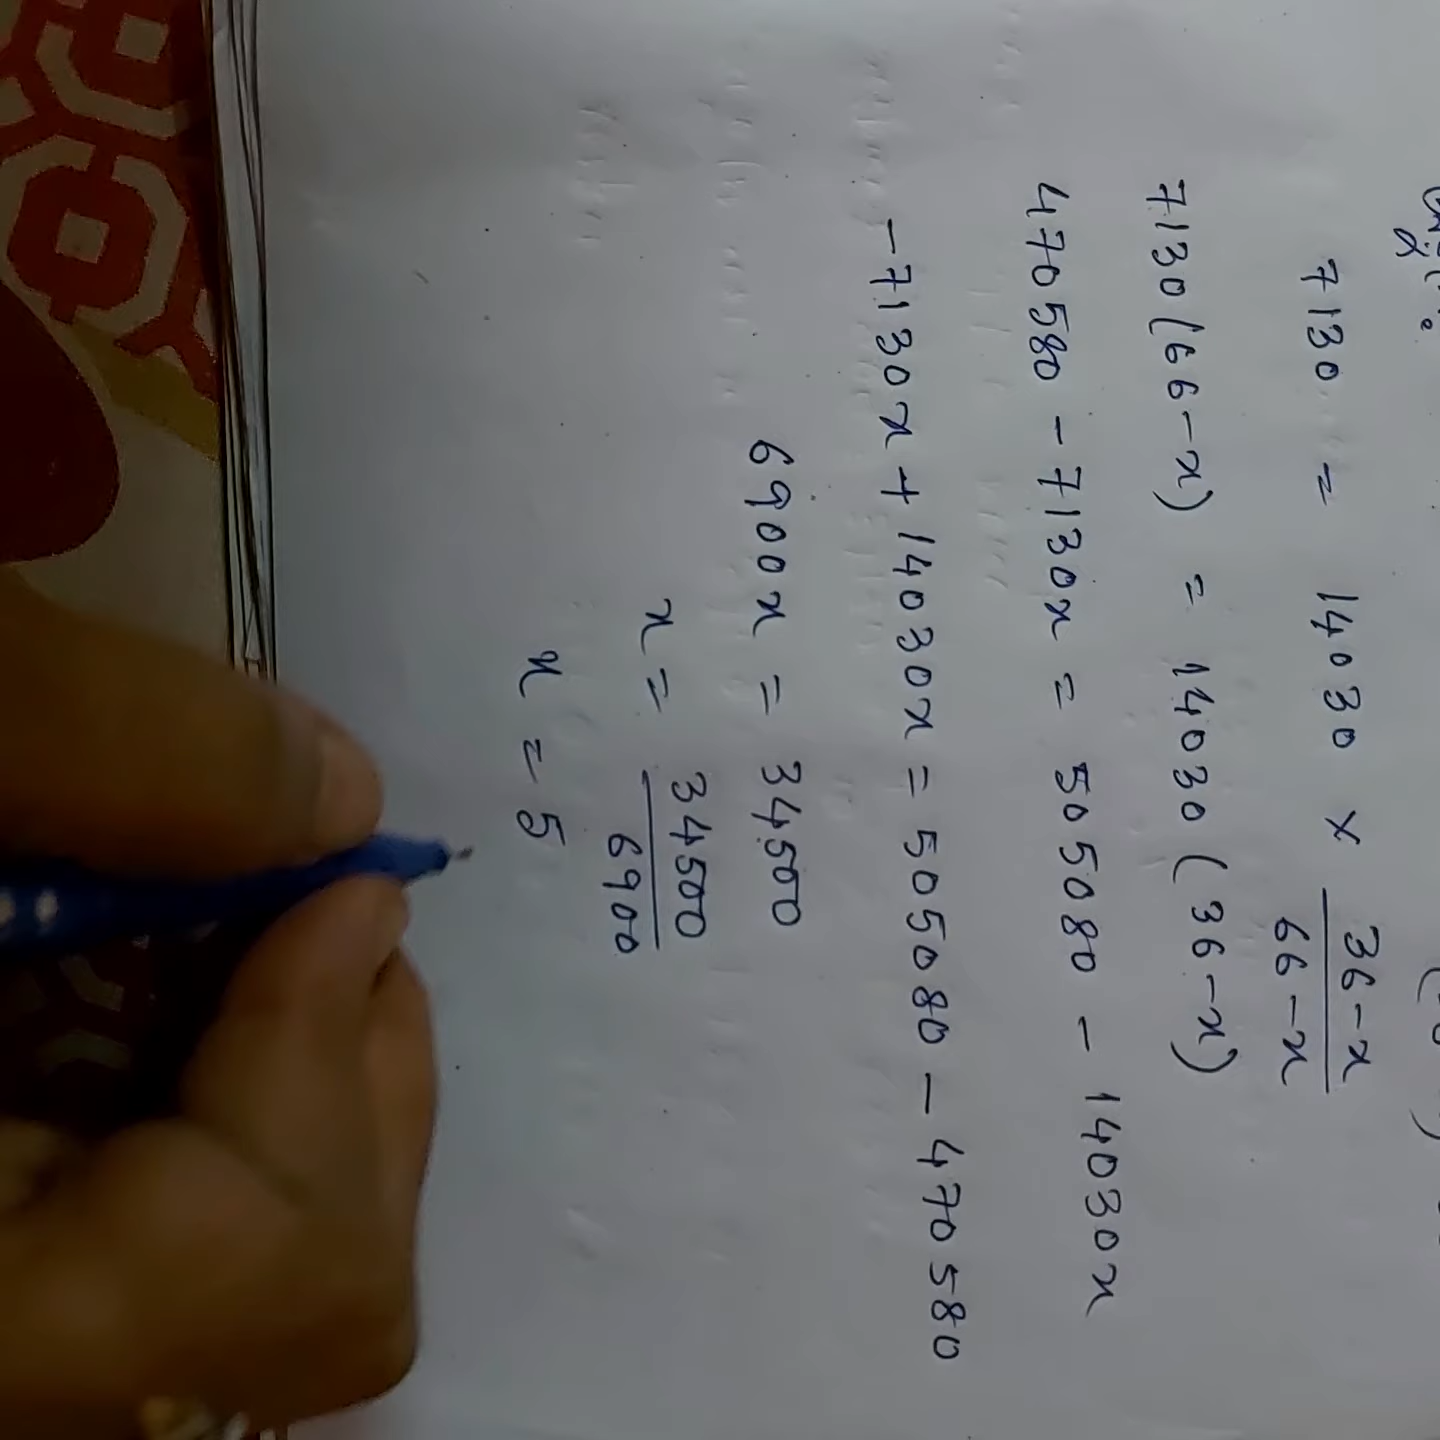 7130 = 14030 × 36-x / 66-x
7130(66-x) = 14030(36-x)
470580 - 7130x = 505080 - 14030x
-7130x + 14030x = 505080 - 470580
6900x = 34500
x = 34500 / 6900
x = 5